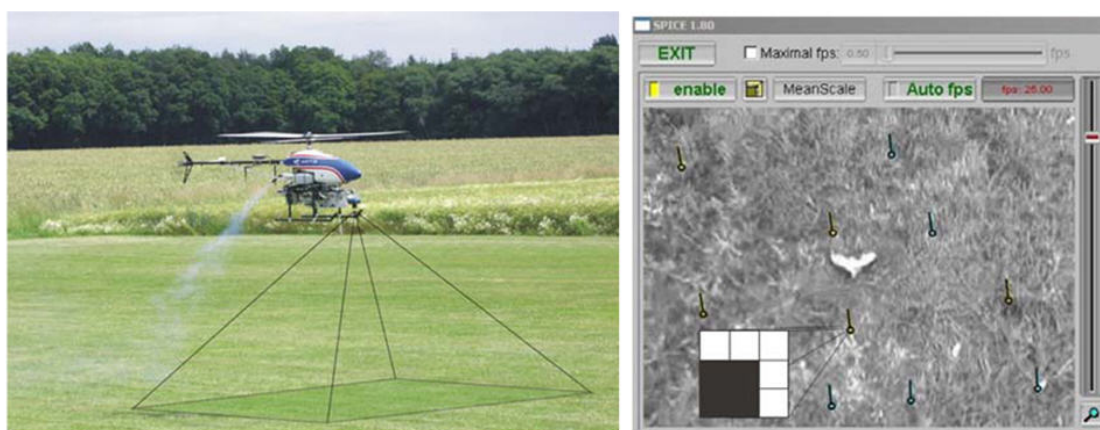 SPICE 1.80
EXIT
Maximal fps: 0.50
fps
enable
MeanScale
Auto fps
fps: 25.00